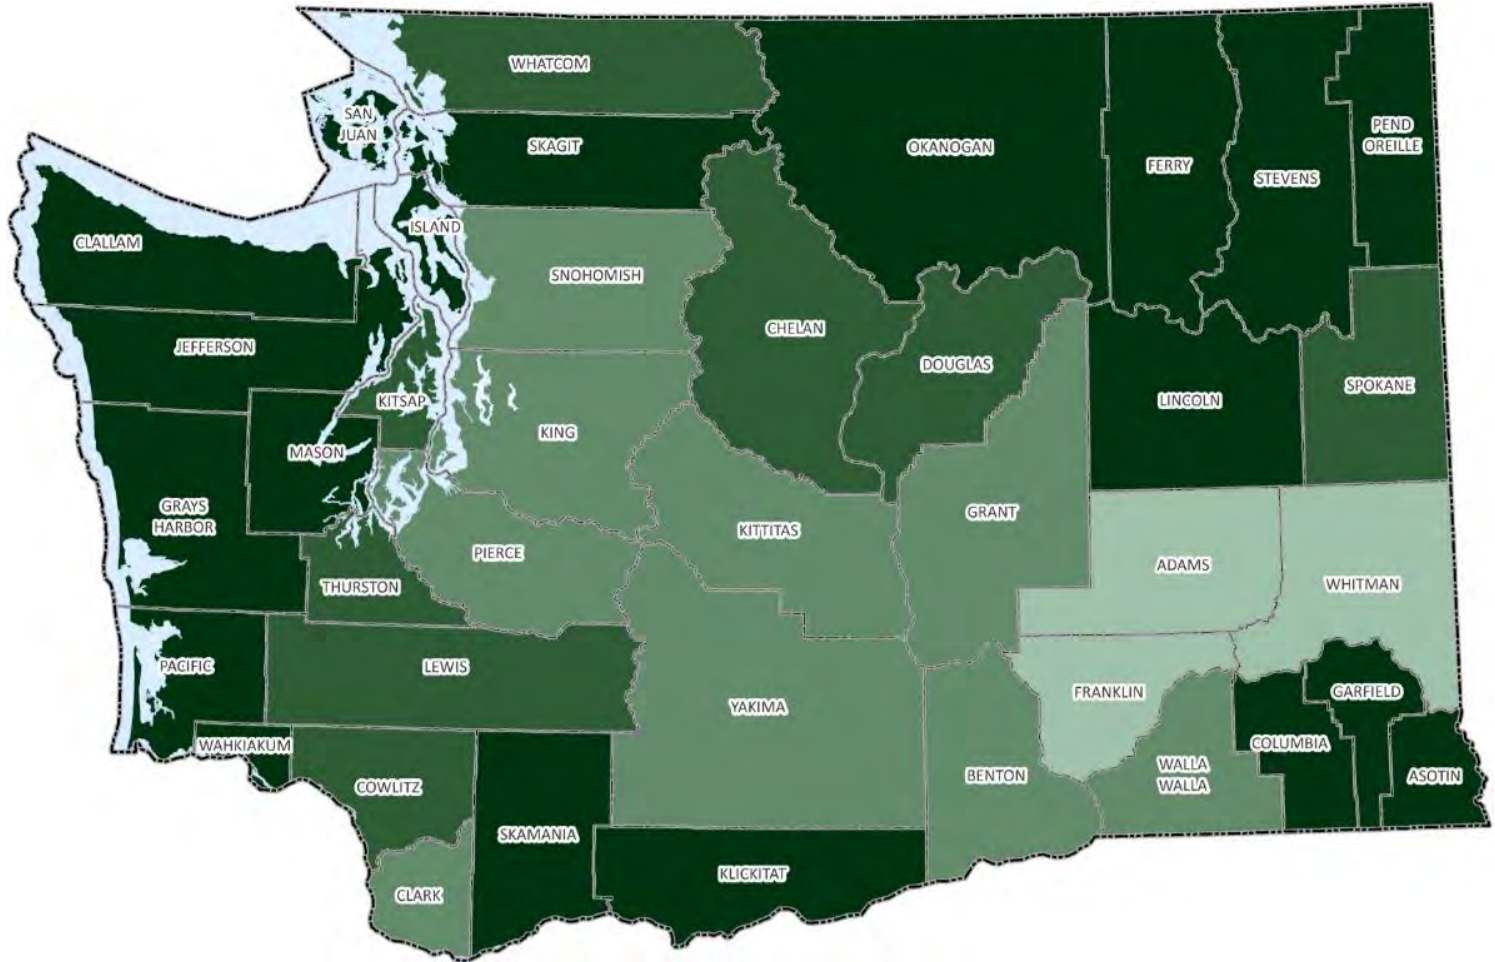 WHATCOM
SAN
JUAN
SKAGIT
OKANOGAN
FERRY
STEVENS
PEND
OREILLE
CLALLAM
ISLAND
SNOHOMISH
CHELAN
DOUGLAS
JEFFERSON
KITSAP
KING
LINCOLN
SPOKANE
MASON
GRAYS
HARBOR
PIERCE
KITTITAS
GRANT
ADAMS
WHITMAN
THURSTON
PACIFIC
LEWIS
YAKIMA
FRANKLIN
GARFIELD
WAHKIAKUM
COLUMBIA
COWLITZ
BENTON
WALLA
WALLA
ASOTIN
SKAMANIA
KLICKITAT
CLARK